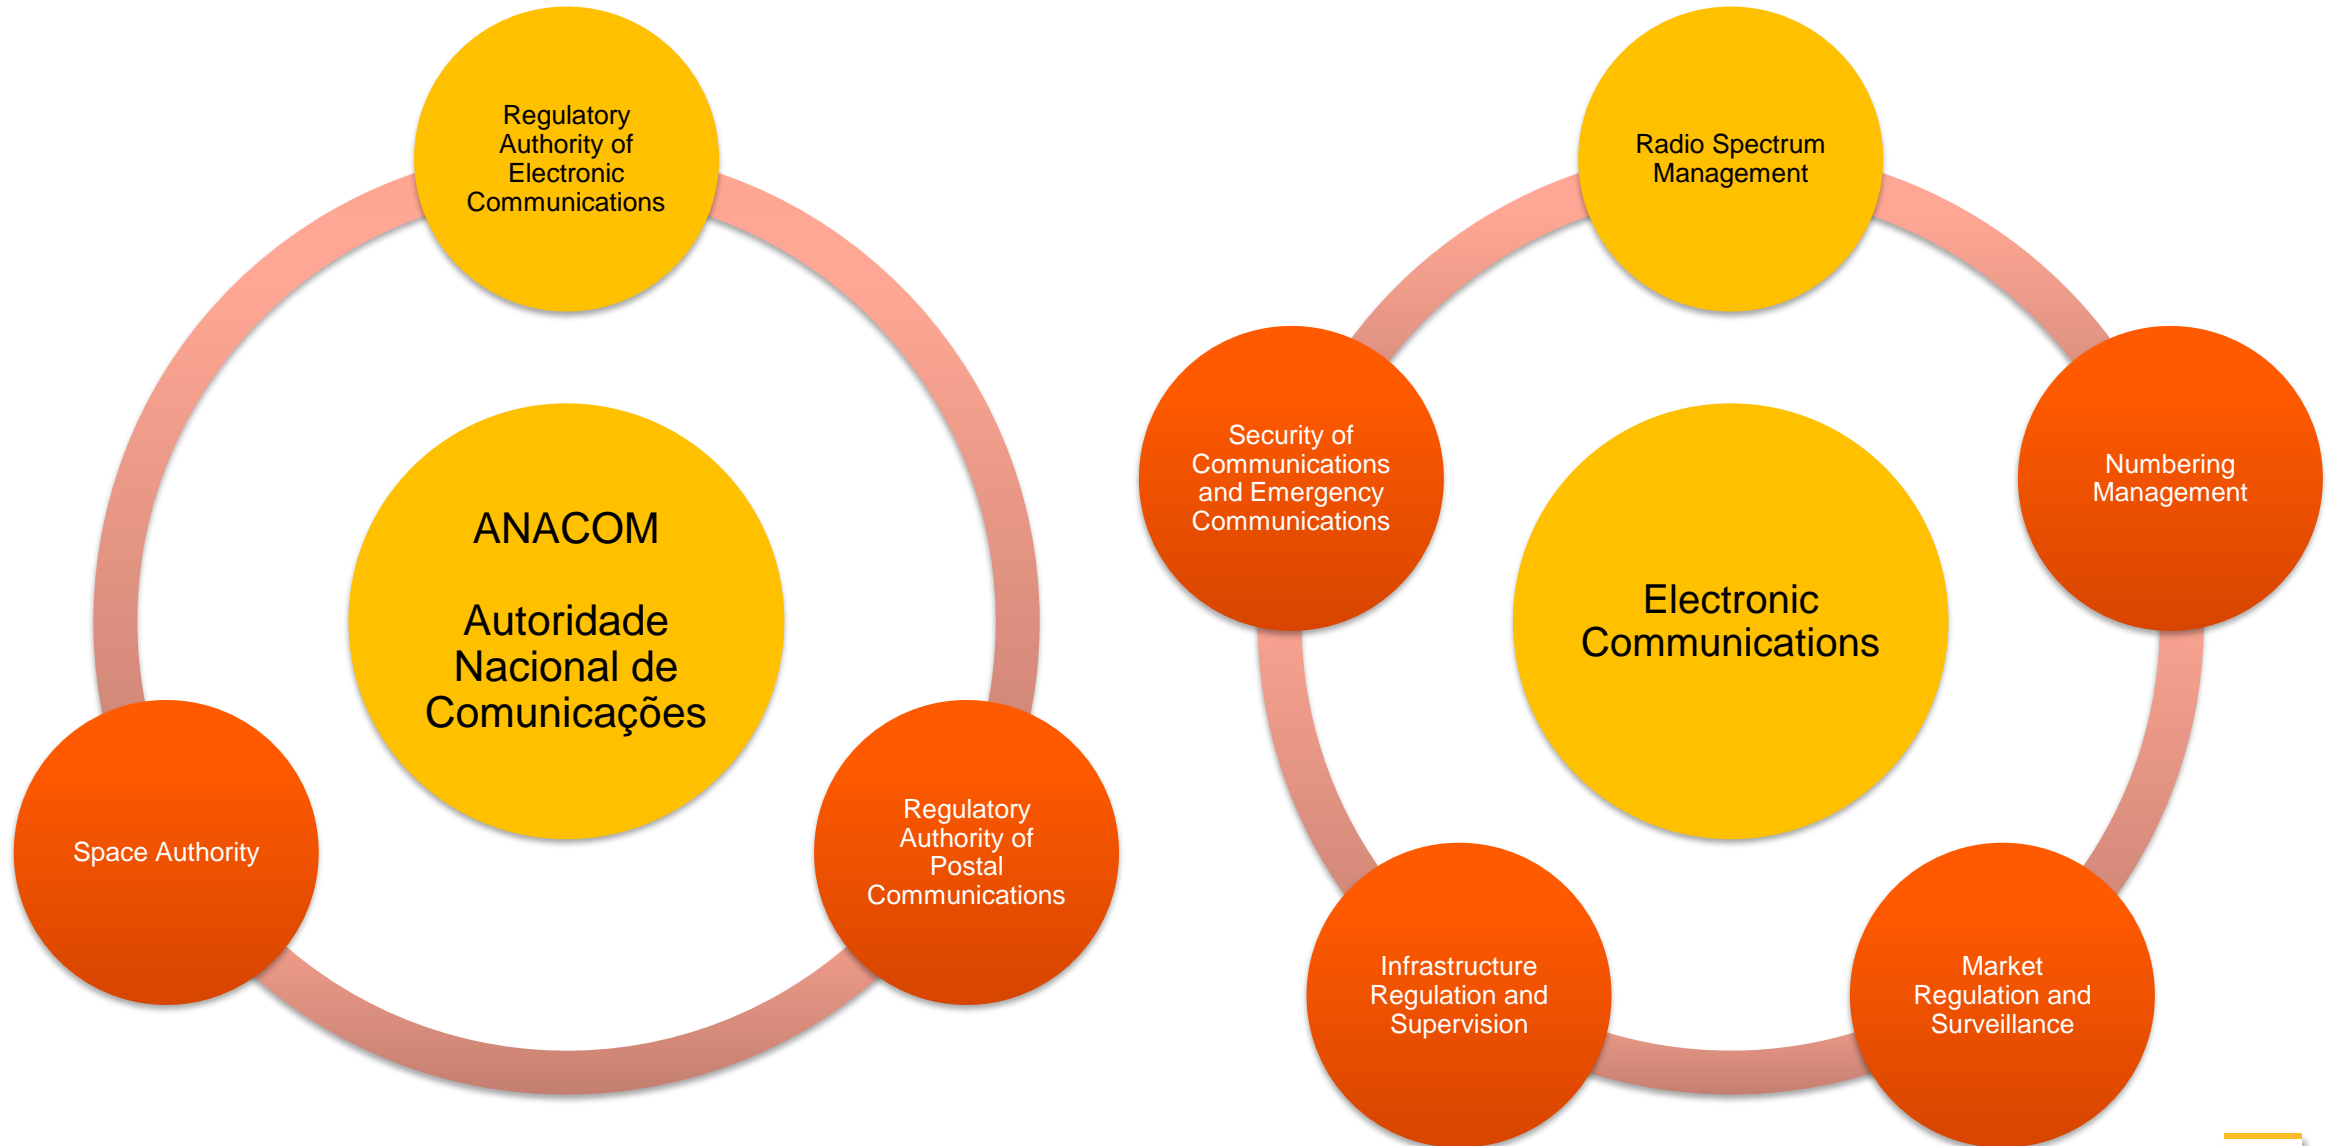 Regulatory
Authority of
Electronic
Communications
ANACOM
Autoridade
Nacional de
Comunicações
Space Authority
Regulatory
Authority of
Postal
Communications
Radio Spectrum
Management
Security of
Communications
and Emergency
Communications
Numbering
Management
Electronic
Communications
Infrastructure
Regulation and
Supervision
Market
Regulation and
Surveillance